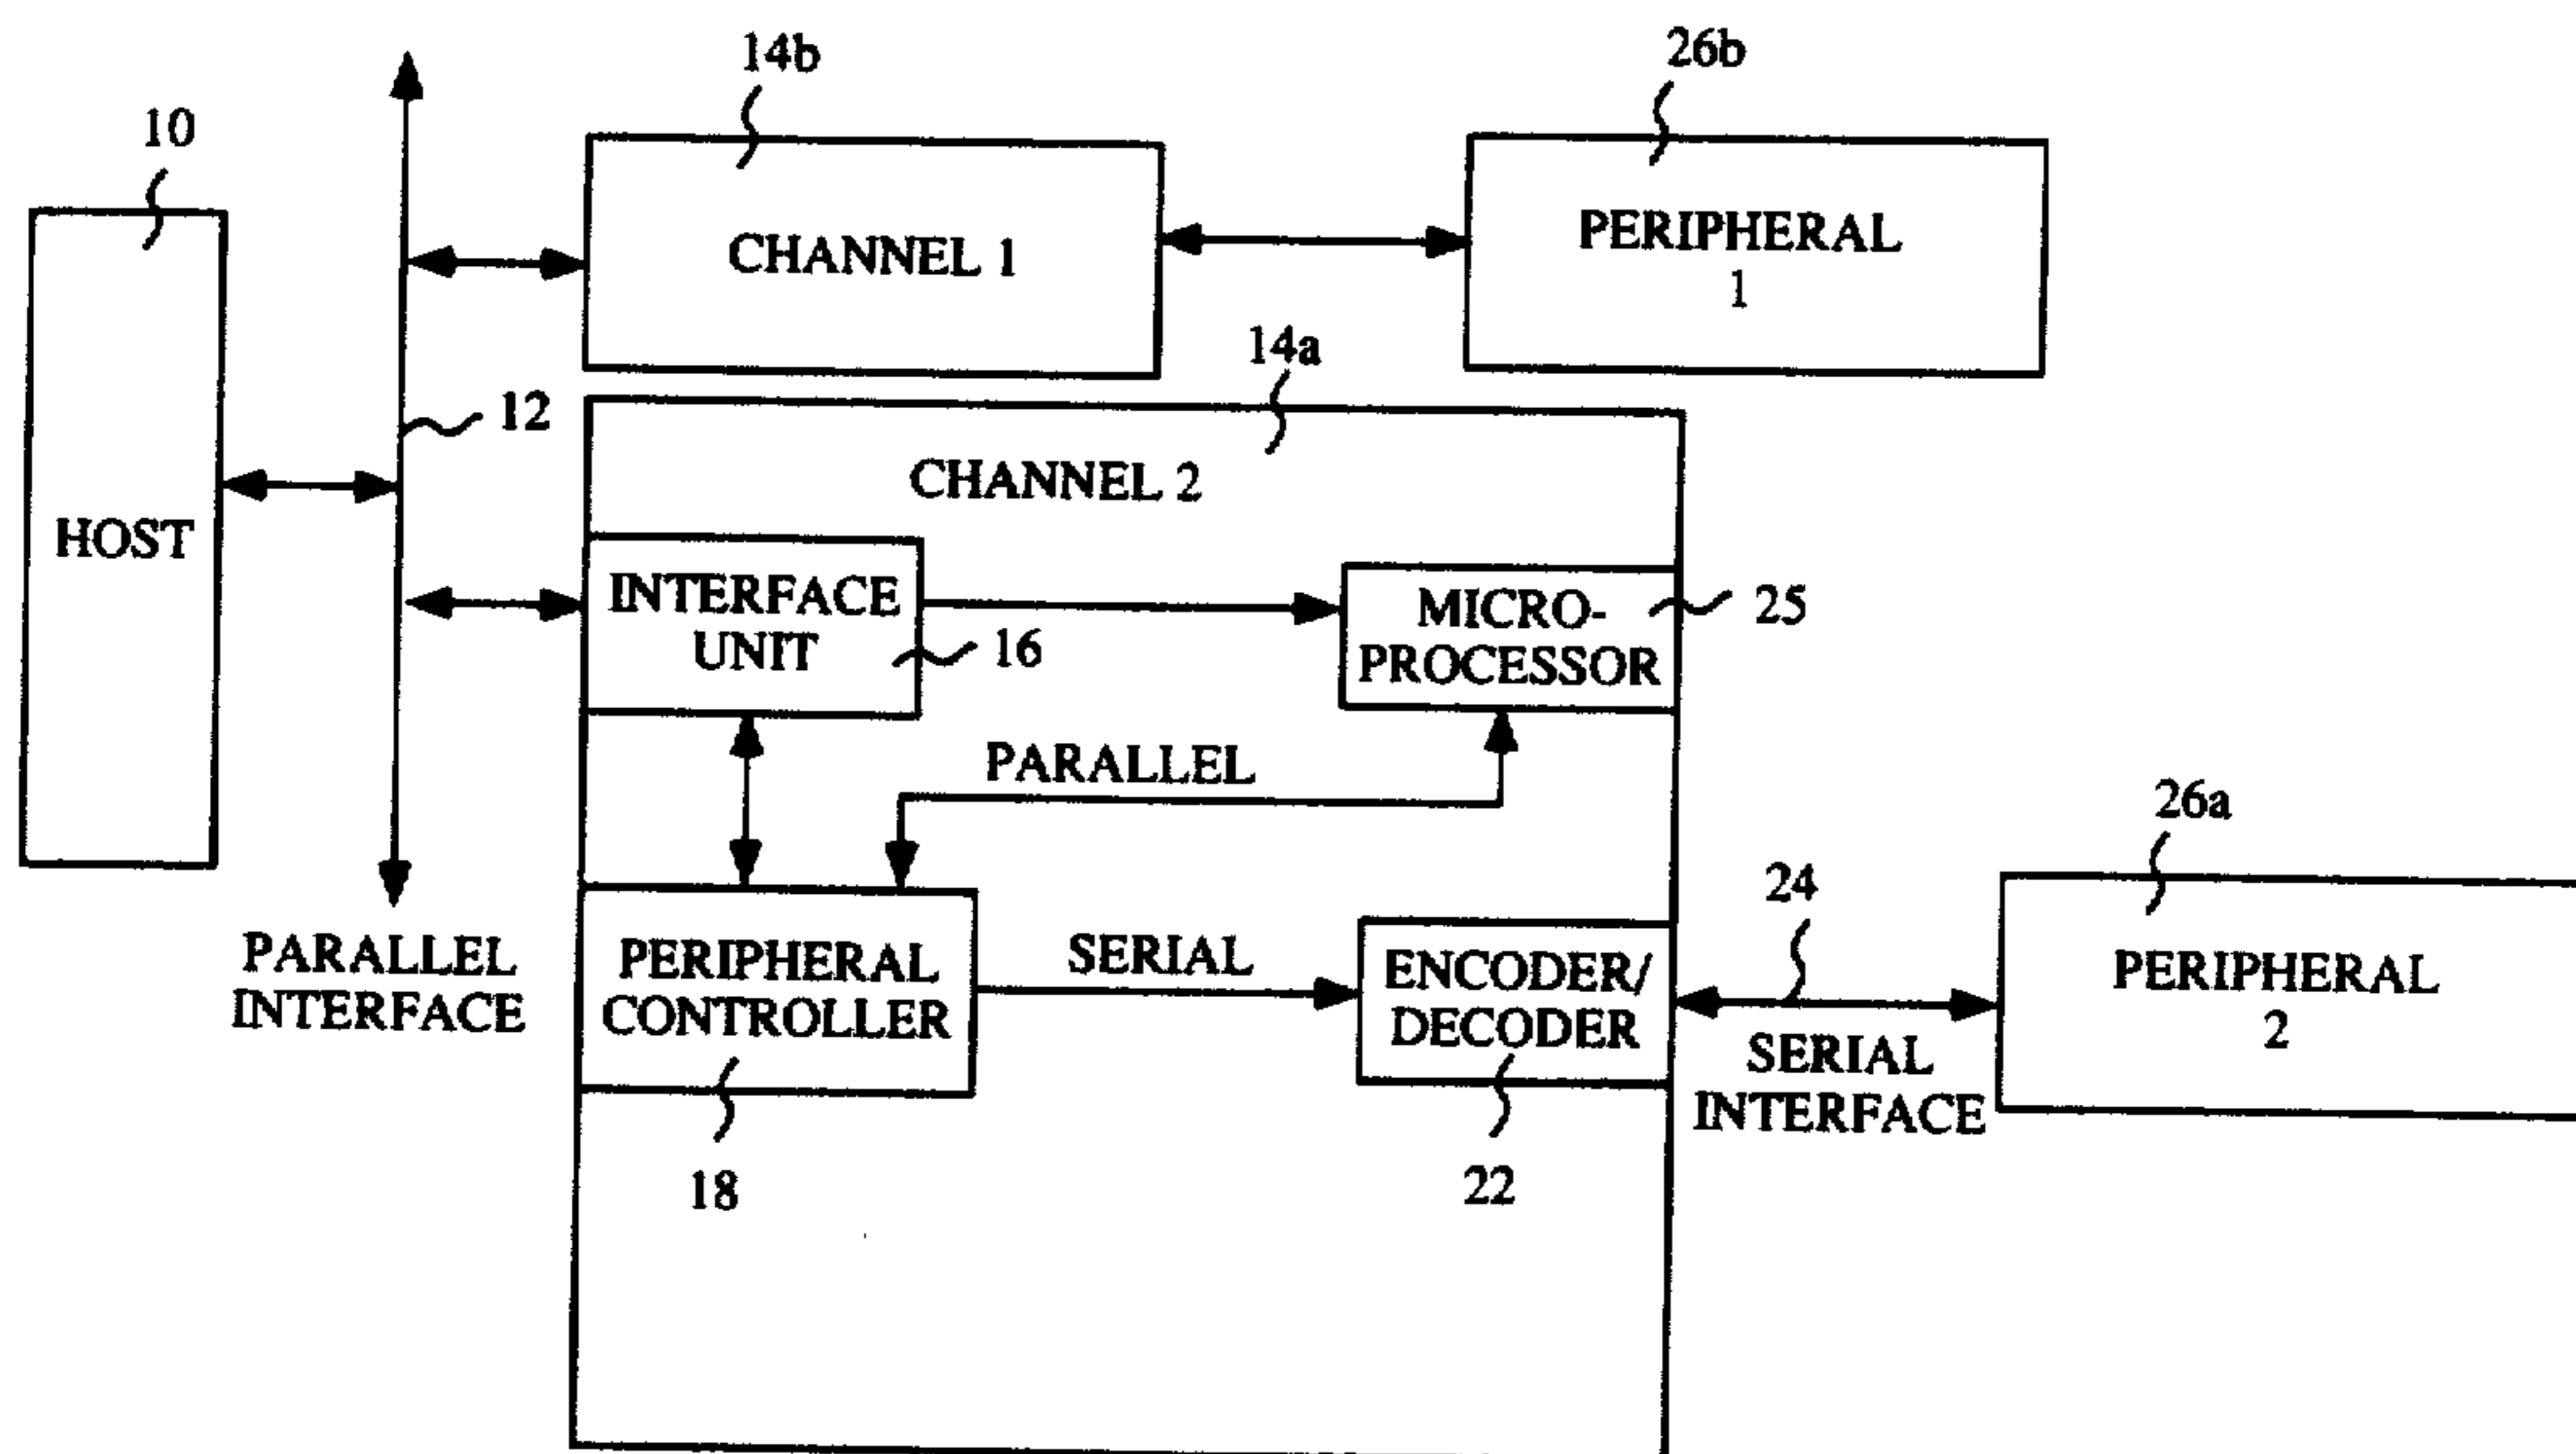 14b
26b
10
CHANNEL 1
PERIPHERAL
1
14a
12
CHANNEL 2
HOST
INTERFACE
UNIT
16
MICRO-
PROCESSOR
25
PARALLEL
26a
24
PARALLEL
INTERFACE
PERIPHERAL
CONTROLLER
SERIAL
ENCODER/
DECODER
SERIAL
INTERFACE
PERIPHERAL
2
18
22